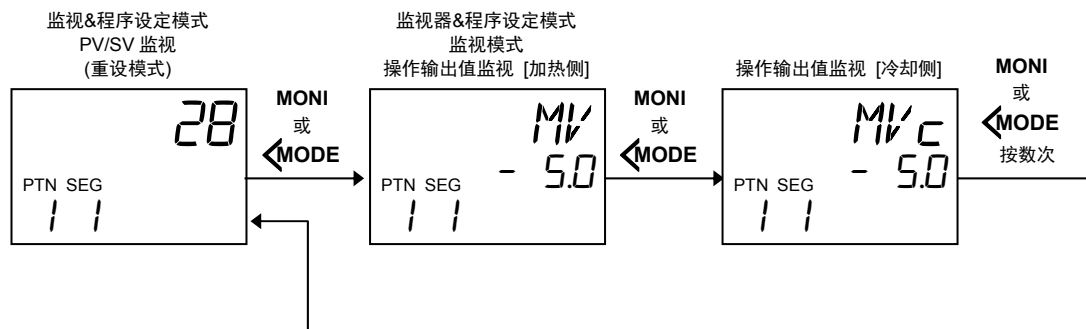 监视&程序设定模式
PV/SV 监视
(重设模式)
28
PTN SEG
1 1
MONI
或
<MODE
监视器&程序设定模式
监视模式
操作输出值监视 [加热侧]
MV
- 5.0
PTN SEG
1 1
MONI
或
<MODE
操作输出值监视 [冷却侧]
MV c
- 5.0
PTN SEG
1 1
MONI
或
<MODE
按数次